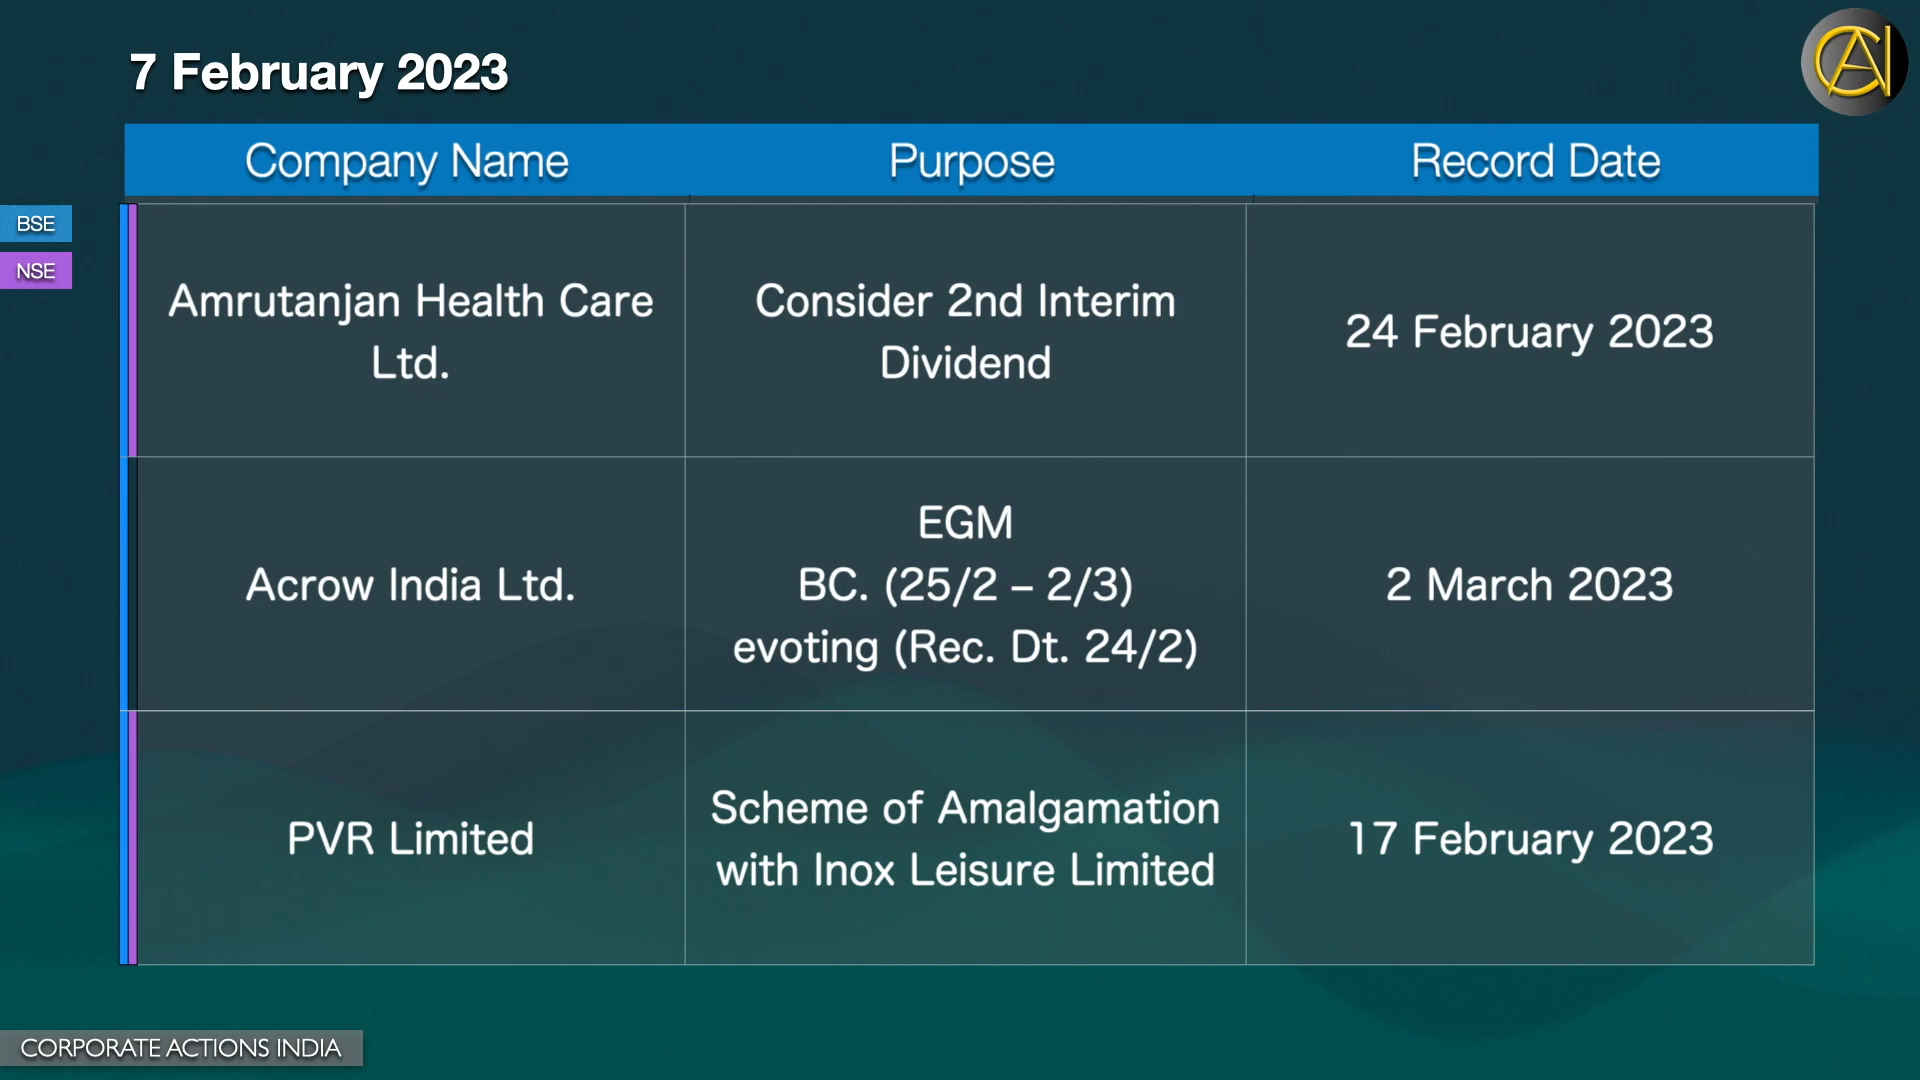 7 February 2023
CAI
Company Name
Purpose
Record Date
BSE
NSE
Amrutanjan Health Care
Ltd.
Consider 2nd Interim
Dividend
24 February 2023
Acrow India Ltd.
EGM
BC. (25/2 – 2/3)
evoting (Rec. Dt. 24/2)
2 March 2023
PVR Limited
Scheme of Amalgamation
with Inox Leisure Limited
17 February 2023
CORPORATE ACTIONS INDIA